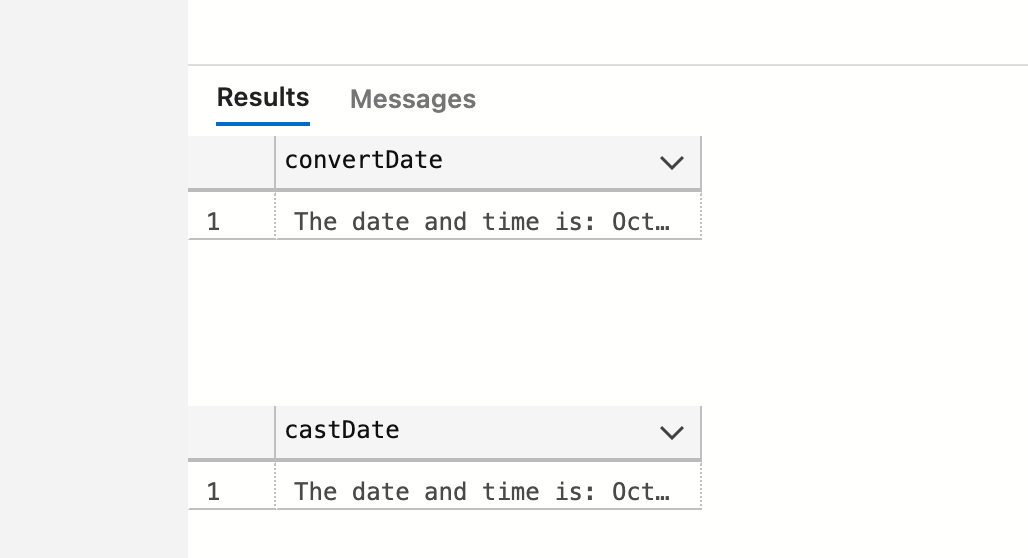 Results Messages
convertDate
1 The date and time is: Oct…
castDate
1 The date and time is: Oct…